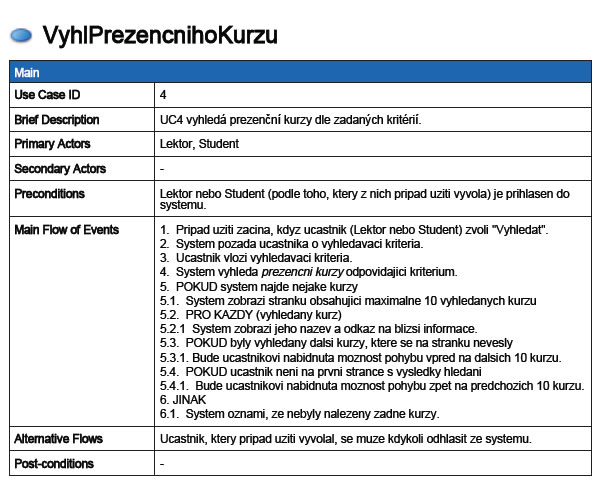 VyhlPrezencnihoKurzu
Main
Use Case ID 4
Brief Description UC4 vyhledá prezenční kurzy dle zadaných kritérií.
Primary Actors Lektor, Student
Secondary Actors -
Preconditions Lektor nebo Student (podle toho, ktery z nich pripad uziti vyvola) je prihlasen do
systemu.
Main Flow of Events 1. Pripad uziti zacina, kdyz ucastnik (Lektor nebo Student) zvoli "Vyhledat".
2. System pozada ucastnika o vyhledavaci kriteria.
3. Ucastnik vlozi vyhledavaci kriteria.
4. System vyhleda prezencni kurzy odpovidajici kriterium.
5. POKUD system najde nejake kurzy
5.1. System zobrazi stranku obsahujici maximalne 10 vyhledanych kurzu
5.2. PRO KAZDY (vyhledany kurz)
5.2.1 System zobrazi jeho nazev a odkaz na blizsi informace.
5.3. POKUD byly vyhledany dalsi kurzy, ktere se na stranku nevesly
5.3.1. Bude ucastnikovi nabidnuta moznost pohybu vpred na dalsich 10 kurzu.
5.4. POKUD ucastnik neni na prvni strance s vysledky hledani
5.4.1. Bude ucastnikovi nabidnuta moznost pohybu zpet na predchozich 10 kurzu.
6. JINAK
6.1. System oznami, ze nebyly nalezeny zadne kurzy.
Alternative Flows Ucastnik, ktery pripad uziti vyvolal, se muze kdykoli odhlasit ze systemu.
Post-conditions -